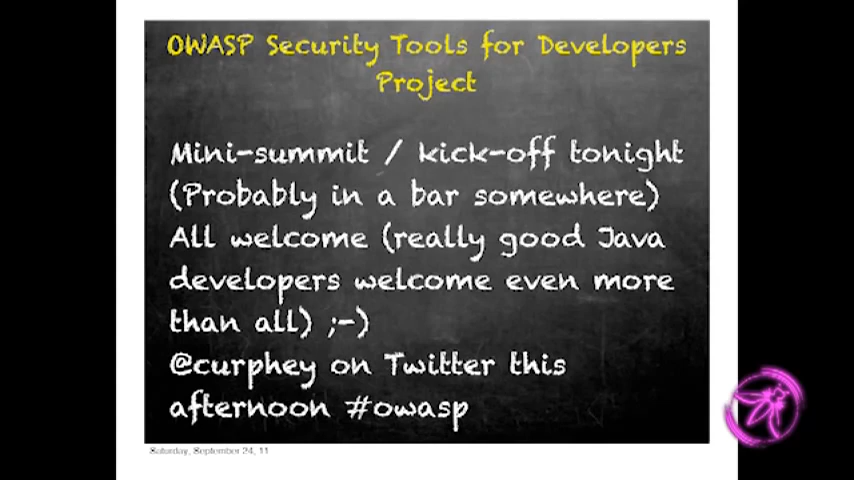 OWASP Security Tools for Developers
Project
Mini-summit / kick-off tonight
(Probably in a bar somewhere)
All welcome (really good Java
developers welcome even more
than all) ;-)
@curphey on Twitter this
afternoon #owasp
Saturday, September 24, 11